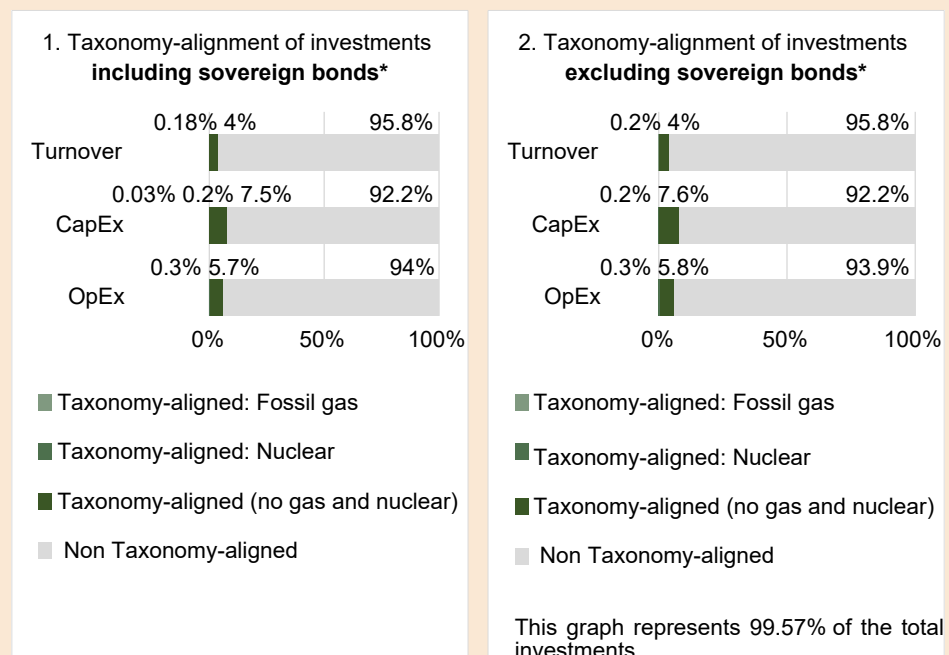 1. Taxonomy-alignment of investments
including sovereign bonds*
0.18% 4% 95.8%
Turnover
0.03% 0.2% 7.5% 92.2%
CapEx
0.3% 5.7% 94%
OpEx
0% 50% 100%
Taxonomy-aligned: Fossil gas
Taxonomy-aligned: Nuclear
Taxonomy-aligned (no gas and nuclear)
Non Taxonomy-aligned
2. Taxonomy-alignment of investments
excluding sovereign bonds*
0.2% 4% 95.8%
Turnover
0.2% 7.6% 92.2%
CapEx
0.3% 5.8% 93.9%
OpEx
0% 50% 100%
Taxonomy-aligned: Fossil gas
Taxonomy-aligned: Nuclear
Taxonomy-aligned (no gas and nuclear)
Non Taxonomy-aligned
This graph represents 99.57% of the total
investments